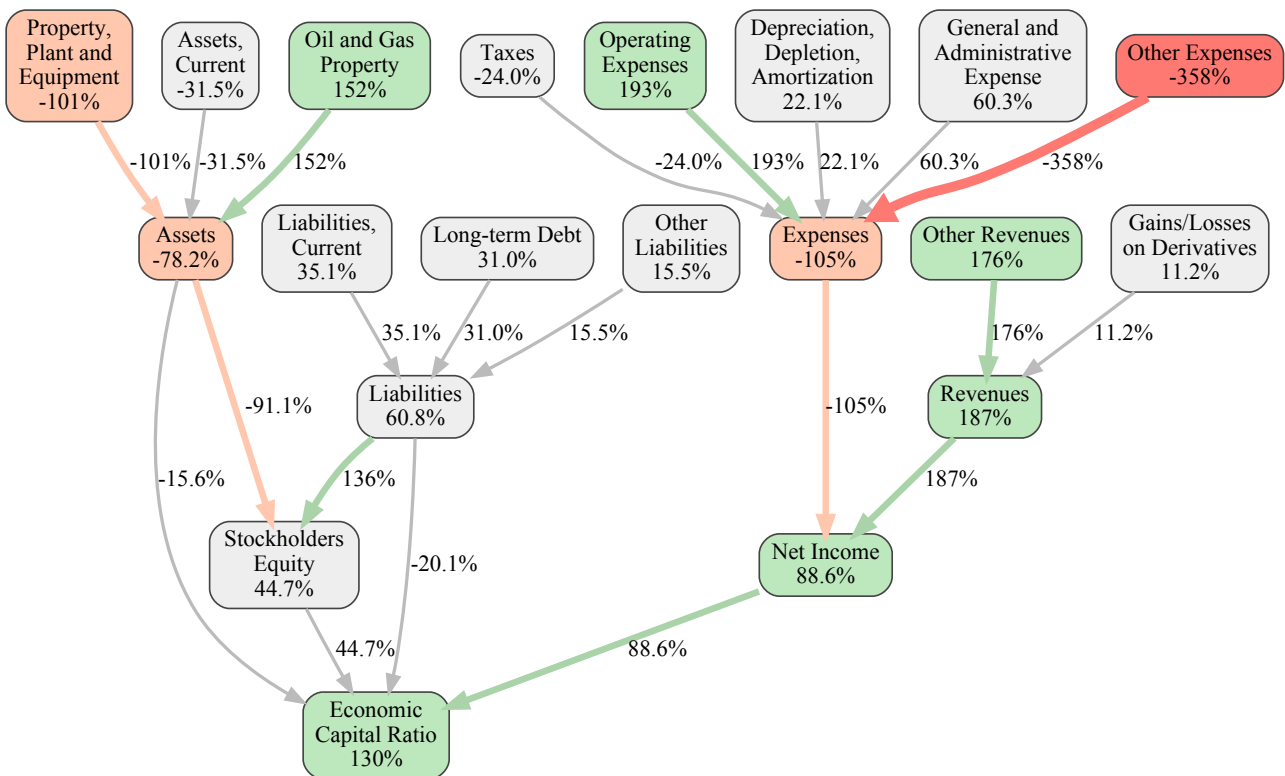 Property,
Plant and
Equipment
-101%
Assets,
Current
-31.5%
Oil and Gas
Property
152%
Taxes
-24.0%
Operating
Expenses
193%
Depreciation,
Depletion,
Amortization
22.1%
General and
Administrative
Expense
60.3%
Other Expenses
-358%
-101%
-31.5%
152%
-24.0%
193%
22.1%
60.3%
-358%
Assets
-78.2%
Liabilities,
Current
35.1%
Long-term Debt
31.0%
Other
Liabilities
15.5%
Expenses
-105%
Other Revenues
176%
Gains/Losses
on Derivatives
11.2%
35.1%
31.0%
15.5%
176%
11.2%
-91.1%
Liabilities
60.8%
-105%
Revenues
187%
-15.6%
136%
187%
Stockholders
Equity
44.7%
-20.1%
Net Income
88.6%
44.7%
88.6%
Economic
Capital Ratio
130%